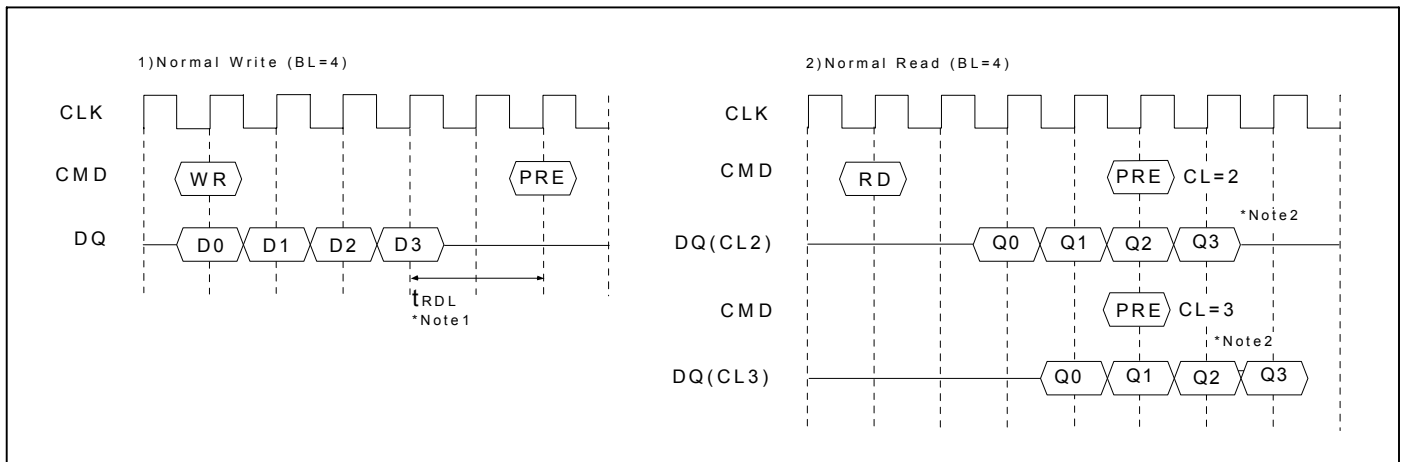 1)Normal Write (BL=4)
CLK
CMD
WR
PRE
DQ
D0 D1 D2 D3
tRDL
*Note1
2)Normal Read (BL=4)
CLK
CMD
RD
PRE CL=2
*Note2
DQ(CL2)
Q0 Q1 Q2 Q3
CMD
PRE CL=3
*Note2
DQ(CL3)
Q0 Q1 Q2 Q3